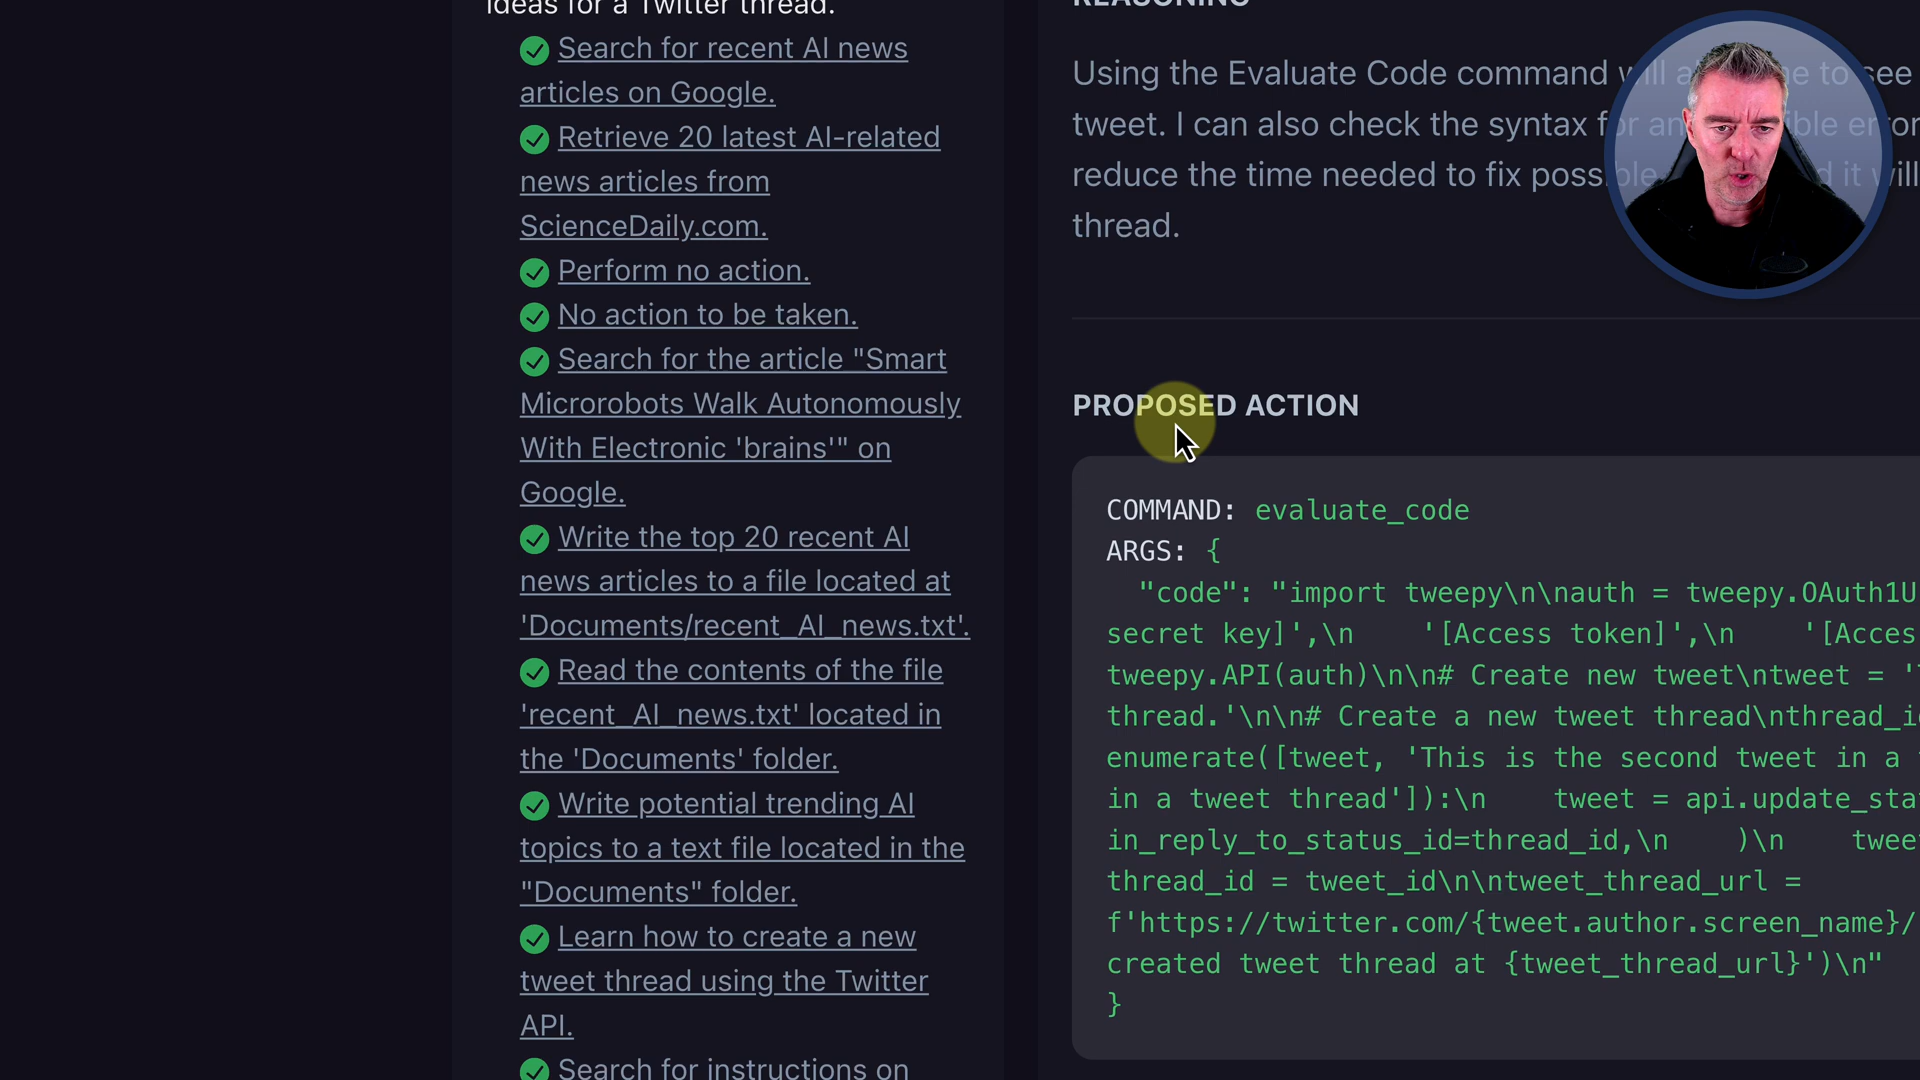 ideas for a Twitter thread.
Search for recent AI news
articles on Google.
Retrieve 20 latest AI-related
news articles from
ScienceDaily.com.
Perform no action.
No action to be taken.
Search for the article "Smart
Microrobots Walk Autonomously
With Electronic 'brains'" on
Google.
Write the top 20 recent AI
news articles to a file located at
'Documents/recent_AI_news.txt'.
Read the contents of the file
'recent_AI_news.txt' located in
the 'Documents' folder.
Write potential trending AI
topics to a text file located in the
"Documents" folder.
Learn how to create a new
tweet thread using the Twitter
API.
Search for instructions on
REASONING
Using the Evaluate Code command will me to see
tweet. I can also check the syntax for
reduce the time needed to fix possible it will
thread.
PROPOSED ACTION
COMMAND: evaluate_code
ARGS: {
"code": "import tweepy\n\nauth = tweepy.OAuth1U
secret key]',\n    '[Access token]',\n    '[Acces
tweepy.API(auth)\n\n# Create new tweet\ntweet = '
thread.'\n\n# Create a new tweet thread\nthread_i
enumerate([tweet, 'This is the second tweet in a
in a tweet thread']):\n    tweet = api.update_sta
in_reply_to_status_id=thread_id,\n    )\n    twee
thread_id = tweet_id\n\ntweet_thread_url =
f'https://twitter.com/{tweet.author.screen_name}/
created tweet thread at {tweet_thread_url}')\n"
}